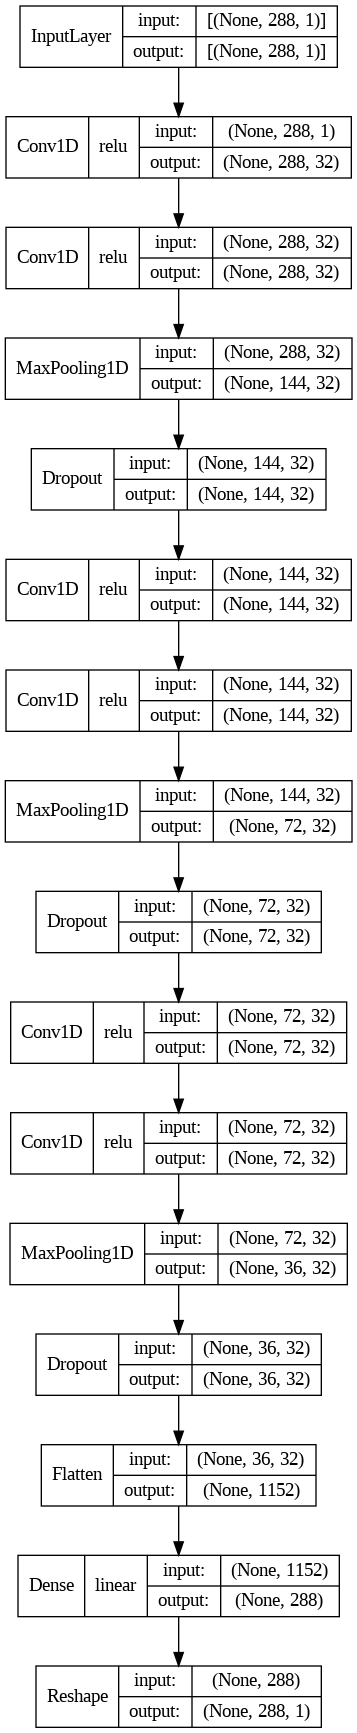 InputLayer input: [(None, 288, 1)]
output: [(None, 288, 1)]
Conv1D relu input: (None, 288, 1)
output: (None, 288, 32)
Conv1D relu input: (None, 288, 32)
output: (None, 288, 32)
MaxPooling1D input: (None, 288, 32)
output: (None, 144, 32)
Dropout input: (None, 144, 32)
output: (None, 144, 32)
Conv1D relu input: (None, 144, 32)
output: (None, 144, 32)
Conv1D relu input: (None, 144, 32)
output: (None, 144, 32)
MaxPooling1D input: (None, 144, 32)
output: (None, 72, 32)
Dropout input: (None, 72, 32)
output: (None, 72, 32)
Conv1D relu input: (None, 72, 32)
output: (None, 72, 32)
Conv1D relu input: (None, 72, 32)
output: (None, 72, 32)
MaxPooling1D input: (None, 72, 32)
output: (None, 36, 32)
Dropout input: (None, 36, 32)
output: (None, 36, 32)
Flatten input: (None, 36, 32)
output: (None, 1152)
Dense linear input: (None, 1152)
output: (None, 288)
Reshape input: (None, 288)
output: (None, 288, 1)